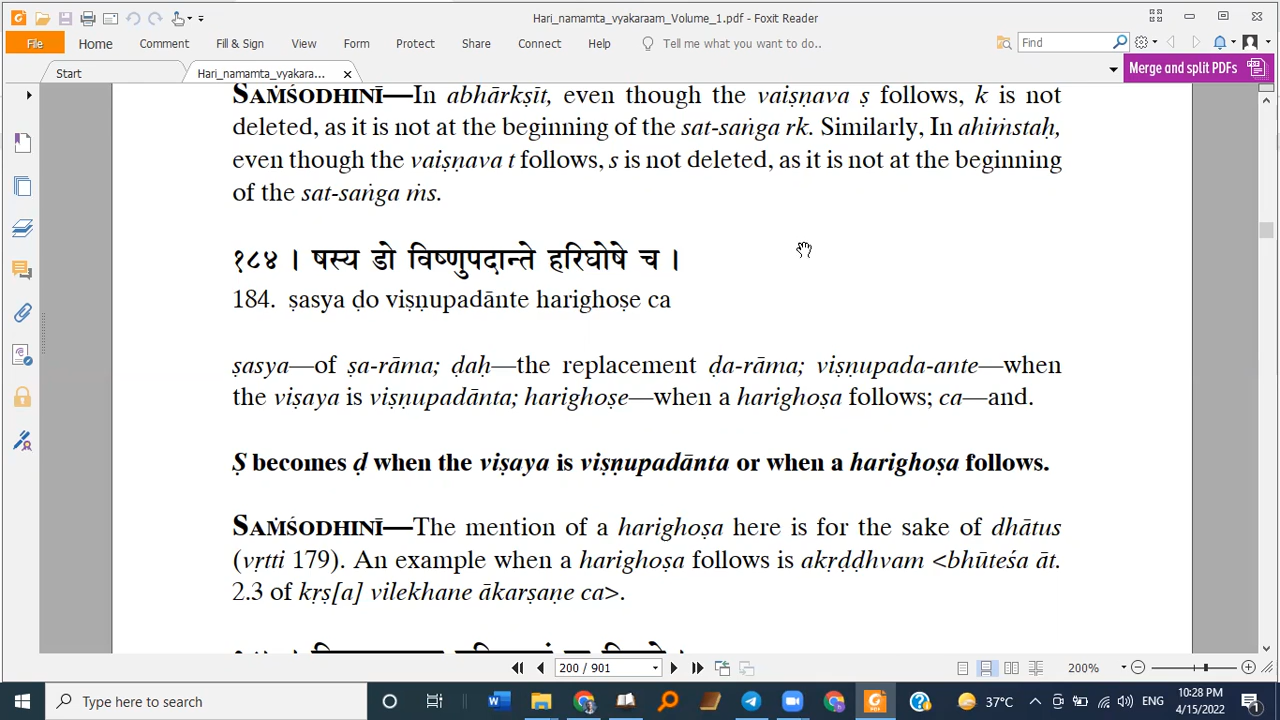 Hari_namamta_vyakaraam_Volume_1.pdf - Foxit Reader
File Home Comment Fill & Sign View Form Protect Share Connect Help Tell me what you want to do.. Find
Start Hari_namamta_vyakara... Merge and split PDFs
SAṀŚODHINĪ—In abhārkṣīt, even though the vaiṣṇava ṣ follows, k is not
deleted, as it is not at the beginning of the sat-saṅga rk. Similarly, In ahiṁstaḥ,
even though the vaiṣṇava t follows, s is not deleted, as it is not at the beginning
of the sat-saṅga ṁs.
१८४ । षस्य डो विष्णुपदान्ते हरिघोषे च ।
184. ṣasya ḍo viṣṇupadānte harighoṣe ca
ṣasya—of ṣa-rāma; ḍaḥ—the replacement ḍa-rāma; viṣṇupada-ante—when
the viṣaya is viṣṇupadānta; harighoṣe—when a harighoṣa follows; ca—and.
Ṣ becomes ḍ when the viṣaya is viṣṇupadānta or when a harighoṣa follows.
SAṀŚODHINĪ—The mention of a harighoṣa here is for the sake of dhātus
(vṛtti 179). An example when a harighoṣa follows is akṛḍḍhvam <bhūteśa āt.
2.3 of kṛṣ[a] vilekhane ākarṣaṇe ca>.
200 / 901 200%
Type here to search 37°C ENG 10:28 PM
4/15/2022